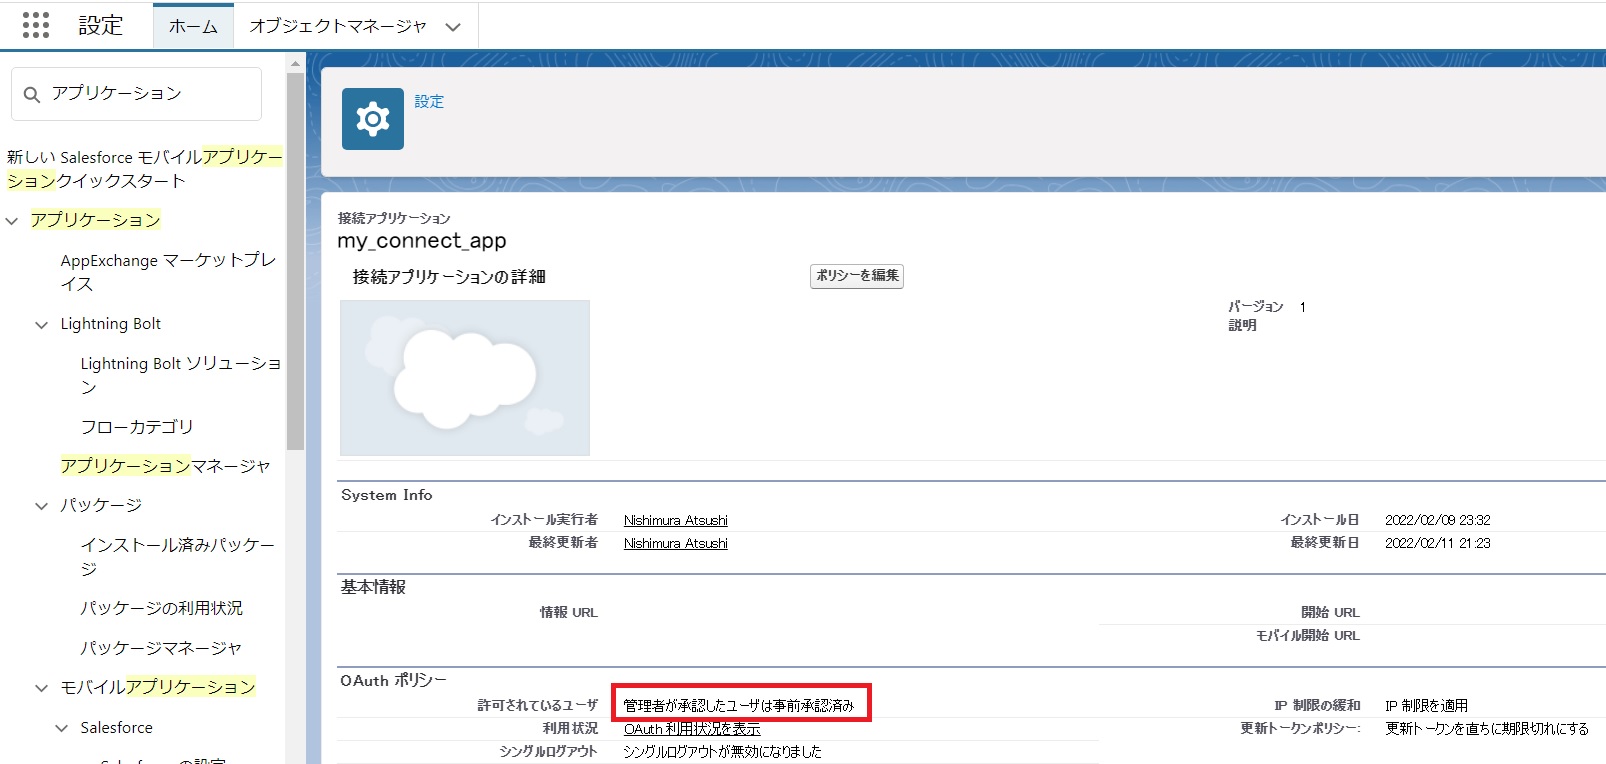 設定
ホーム
オブジェクトマネージャ
アプリケーション
新しい Salesforce モバイルアプリケー
ションクイックスタート
アプリケーション
AppExchange マーケットプレ
イス
Lightning Bolt
Lightning Bolt ソリューショ
ン
フローカテゴリ
アプリケーションマネージャ
パッケージ
インストール済みパッケー
ジ
パッケージの利用状況
パッケージマネージャ
モバイルアプリケーション
Salesforce
Salesforce の設定
設定
接続アプリケーション
my_connect_app
接続アプリケーションの詳細
ポリシーを編集
バージョン 1
説明
System Info
インストール実行者 Nishimura Atsushi
インストール日 2022/02/09 23:32
最終更新者 Nishimura Atsushi
最終更新日 2022/02/11 21:23
基本情報
情報 URL
開始 URL
モバイル開始 URL
OAuth ポリシー
許可されているユーザ 管理者が承認したユーザは事前承認済み
IP 制限の緩和 IP 制限を適用
利用状況 OAuth 利用状況を表示
更新トークンポリシー: 更新トークンを直ちに期限切れにする
シングルログアウト シングルログアウトが無効になりました